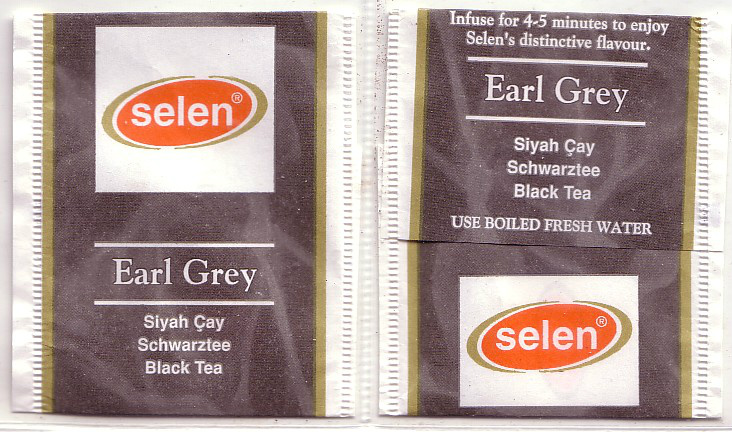 selen®
Earl Grey
Siyah Çay
Schwarztee
Black Tea
Infuse for 4-5 minutes to enjoy
Selen's distinctive flavour.
Earl Grey
Siyah Çay
Schwarztee
Black Tea
USE BOILED FRESH WATER
selen®